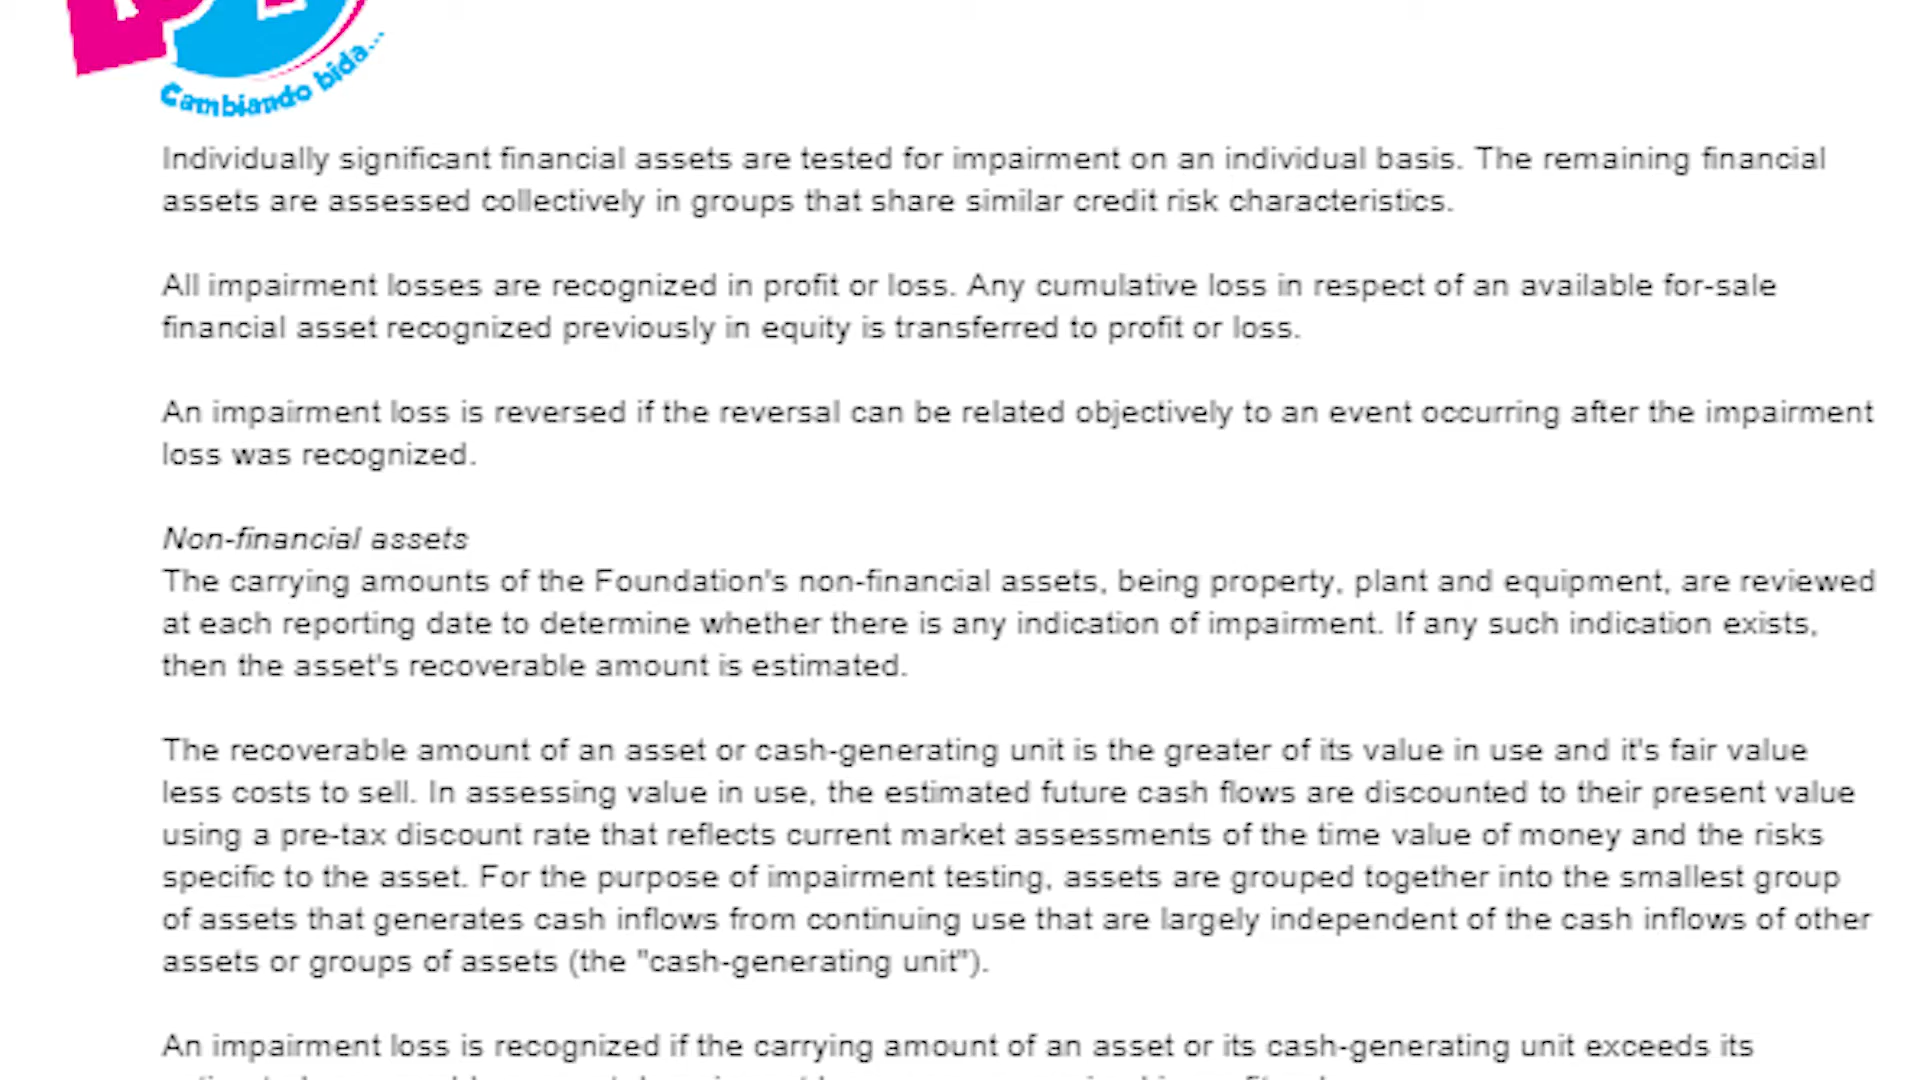 Cambiando bida...
Individually significant financial assets are tested for impairment on an individual basis. The remaining financial
assets are assessed collectively in groups that share similar credit risk characteristics.
All impairment losses are recognized in profit or loss. Any cumulative loss in respect of an available for-sale
financial asset recognized previously in equity is transferred to profit or loss.
An impairment loss is reversed if the reversal can be related objectively to an event occurring after the impairment
loss was recognized.
Non-financial assets
The carrying amounts of the Foundation's non-financial assets, being property, plant and equipment, are reviewed
at each reporting date to determine whether there is any indication of impairment. If any such indication exists,
then the asset's recoverable amount is estimated.
The recoverable amount of an asset or cash-generating unit is the greater of its value in use and it's fair value
less costs to sell. In assessing value in use, the estimated future cash flows are discounted to their present value
using a pre-tax discount rate that reflects current market assessments of the time value of money and the risks
specific to the asset. For the purpose of impairment testing, assets are grouped together into the smallest group
of assets that generates cash inflows from continuing use that are largely independent of the cash inflows of other
assets or groups of assets (the "cash-generating unit").
An impairment loss is recognized if the carrying amount of an asset or its cash-generating unit exceeds its